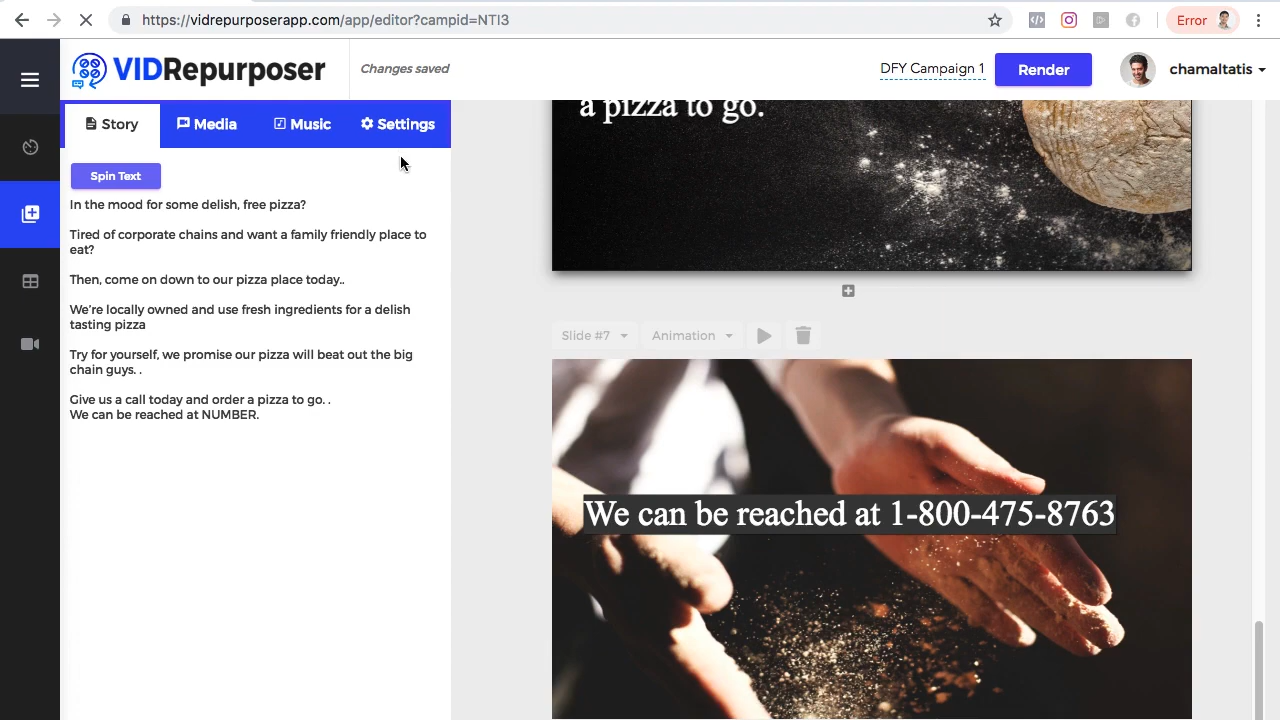 https://vidrepurposerapp.com/app/editor?campid=NTI3
Error
VIDRepurposer
Changes saved
DFY Campaign 1
Render
chamaltatis
Story
Media
Music
Settings
Spin Text
In the mood for some delish, free pizza?
Tired of corporate chains and want a family friendly place to
eat?
Then, come on down to our pizza place today..
We're locally owned and use fresh ingredients for a delish
tasting pizza
Try for yourself, we promise our pizza will beat out the big
chain guys. .
Give us a call today and order a pizza to go. .
We can be reached at NUMBER.
a pizza to go.
Slide #7
Animation
We can be reached at 1-800-475-8763